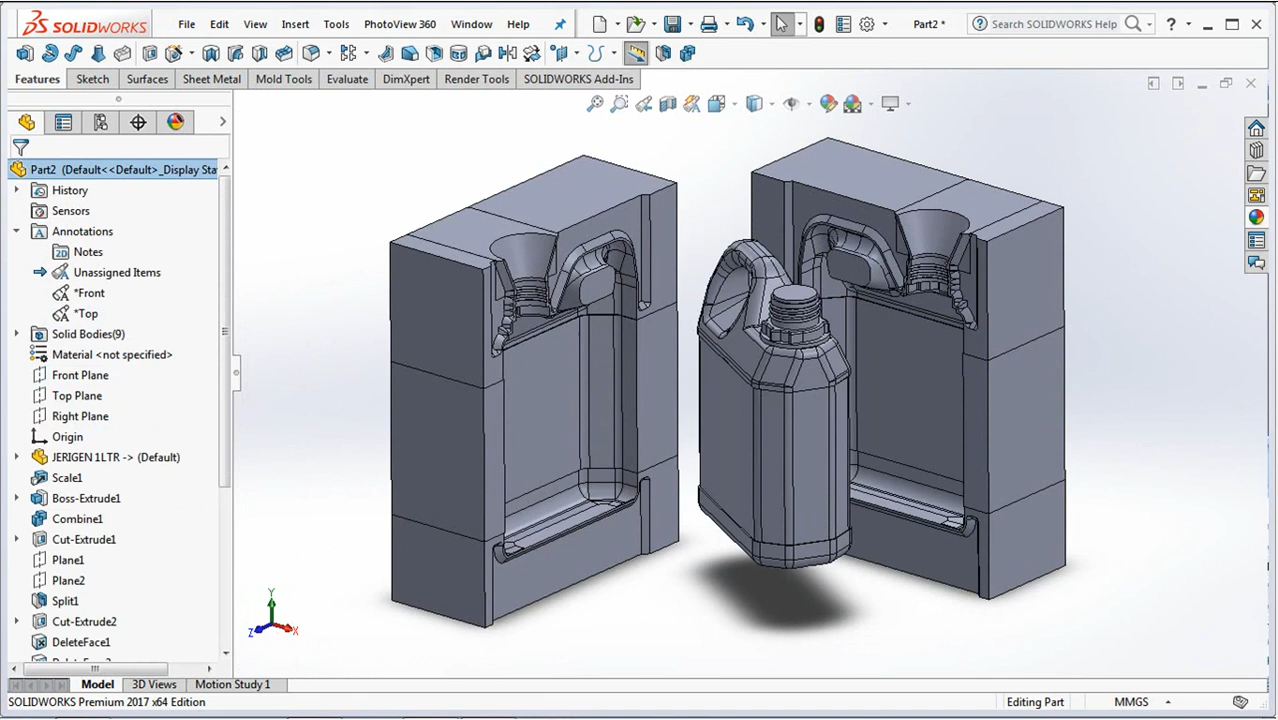 SOLIDWORKS File Edit View Insert Tools PhotoView 360 Window Help Part2 * Search SOLIDWORKS Help
Features Sketch Surfaces Sheet Metal Mold Tools Evaluate DimXpert Render Tools SOLIDWORKS Add-Ins
Part2 (Default<<Default>_Display Sta
History
Sensors
Annotations
Notes
Unassigned Items
*Front
*Top
Solid Bodies(9)
Material <not specified>
Front Plane
Top Plane
Right Plane
Origin
JERIGEN 1LTR -> (Default)
Scale1
Boss-Extrude1
Combine1
Cut-Extrude1
Plane1
Plane2
Split1
Cut-Extrude2
DeleteFace1
Y
Z X
Model 3D Views Motion Study 1
SOLIDWORKS Premium 2017 x64 Edition Editing Part MMGS